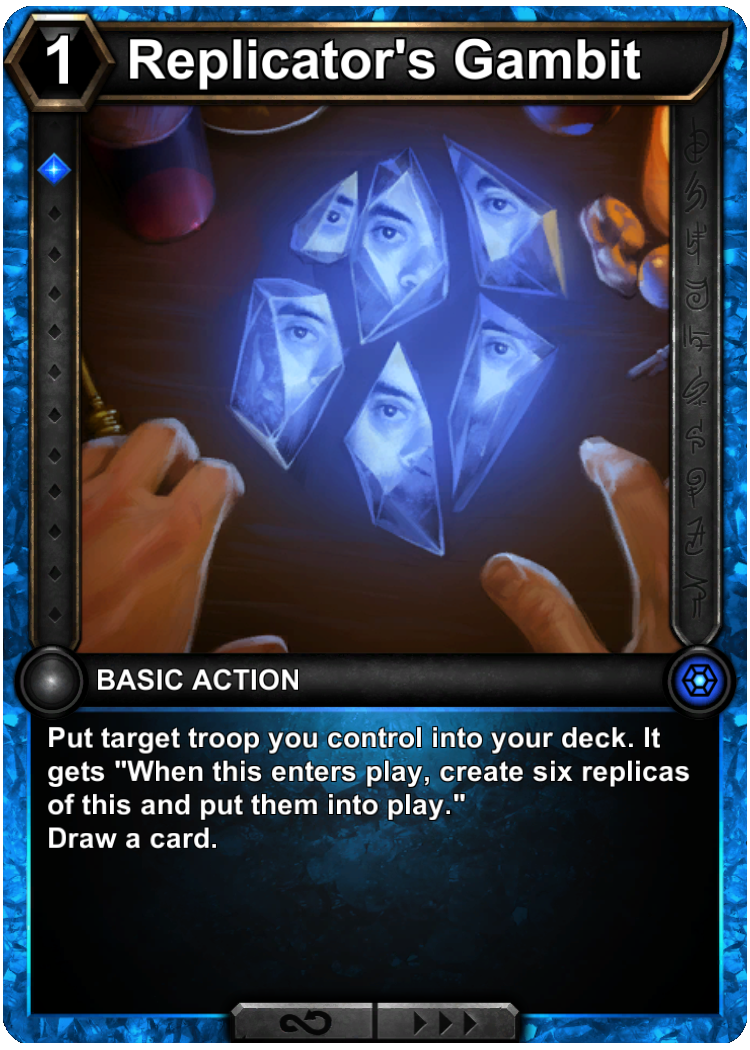 1
Replicator's Gambit
BASIC ACTION
Put target troop you control into your deck. It
gets "When this enters play, create six replicas
of this and put them into play."
Draw a card.